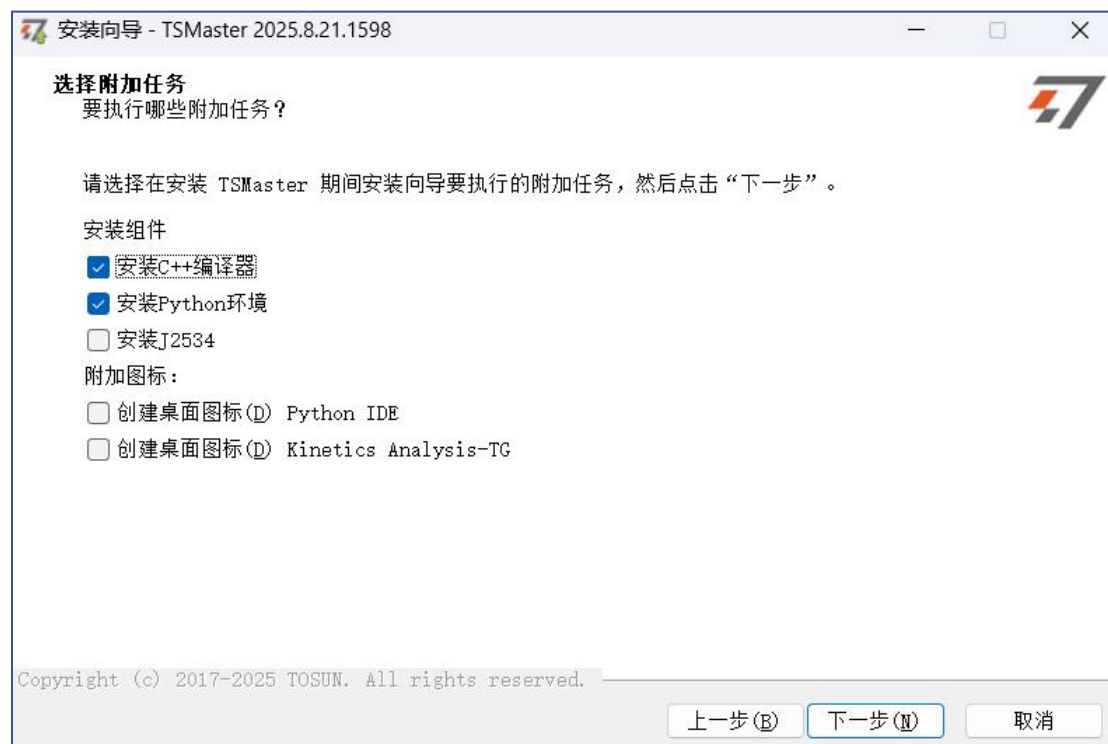 安装向导 - TSMaster 2025.8.21.1598
选择附加任务
要执行哪些附加任务？
请选择在安装 TSMaster 期间安装向导要执行的附加任务，然后点击“下一步”。
安装组件
安装C++编译器
安装Python环境
安装J2534
附加图标：
创建桌面图标(D) Python IDE
创建桌面图标(D) Kinetics Analysis-TG
Copyright (c) 2017-2025 TOSUN. All rights reserved.
上一步(B) 下一步(N) 取消